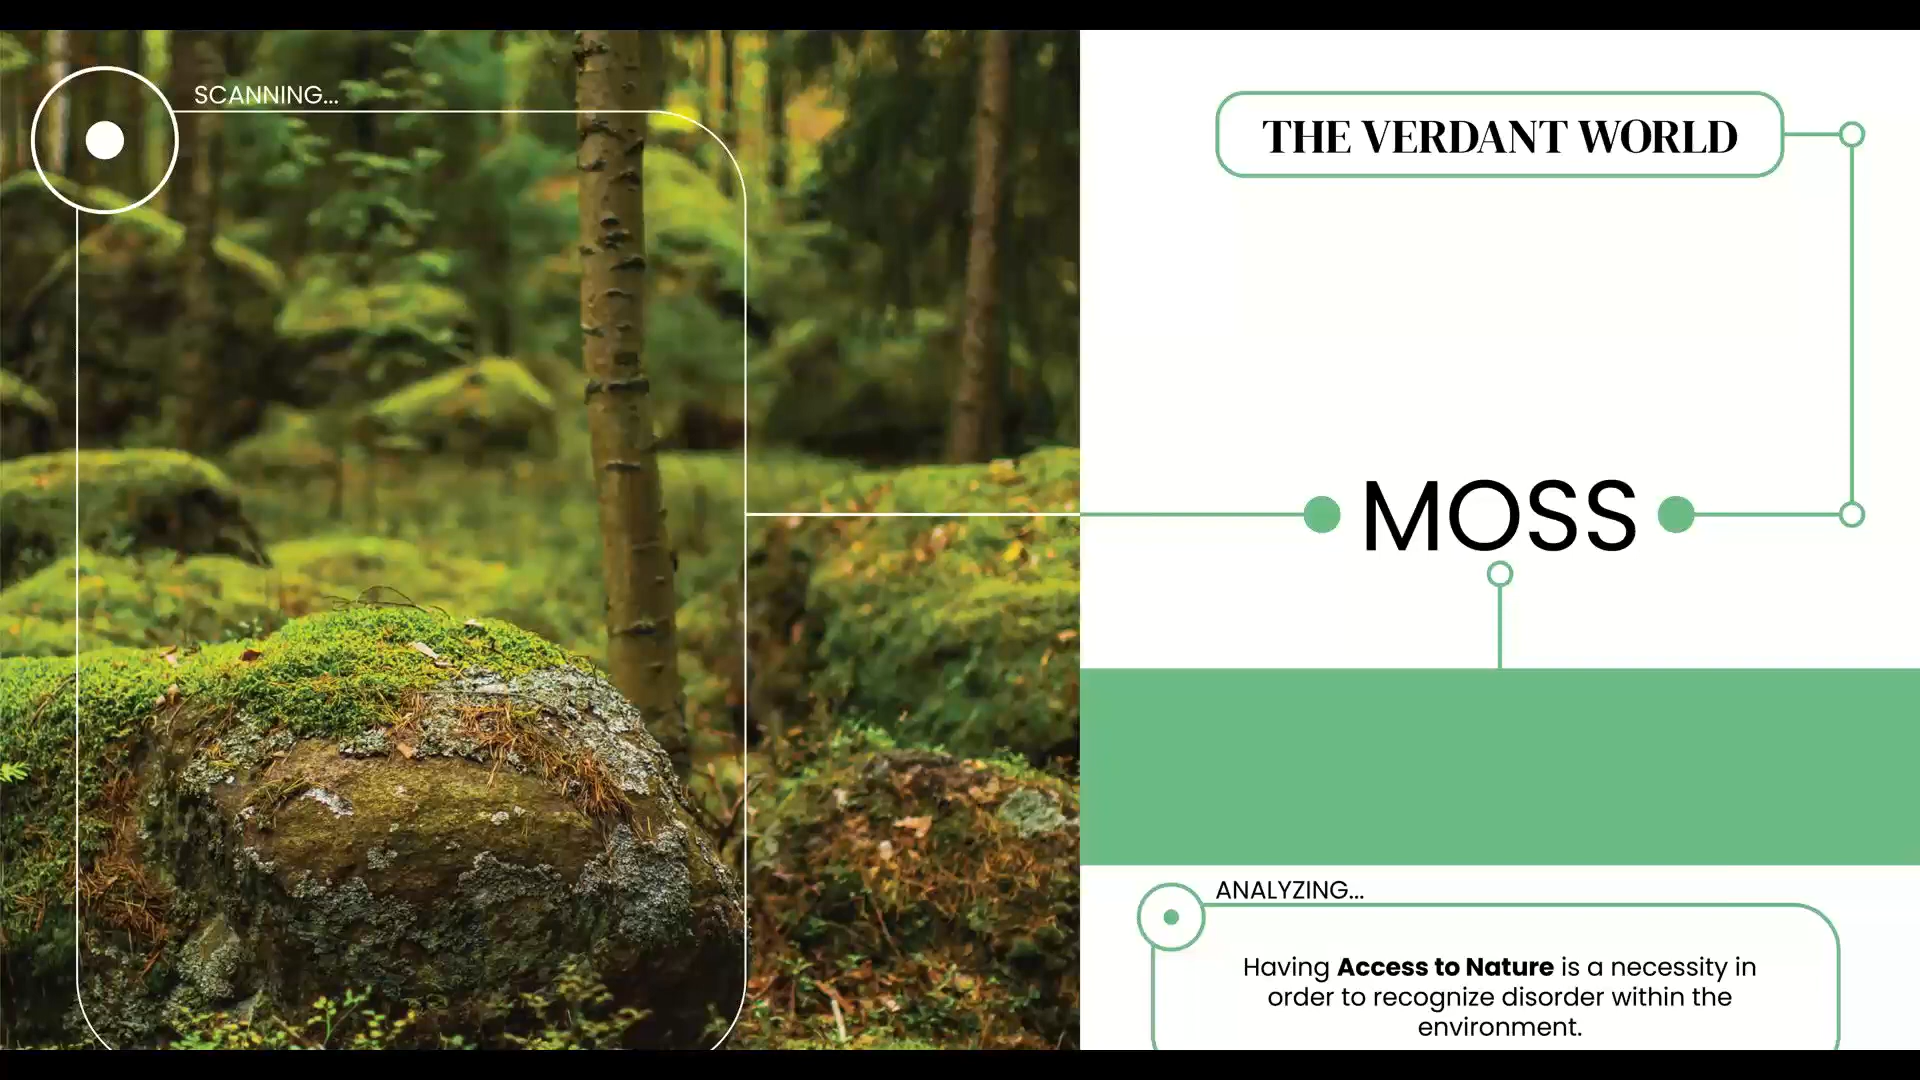 SCANNING...
THE VERDANT WORLD
MOSS
ANALYZING...
Having Access to Nature is a necessity in
order to recognize disorder within the
environment.